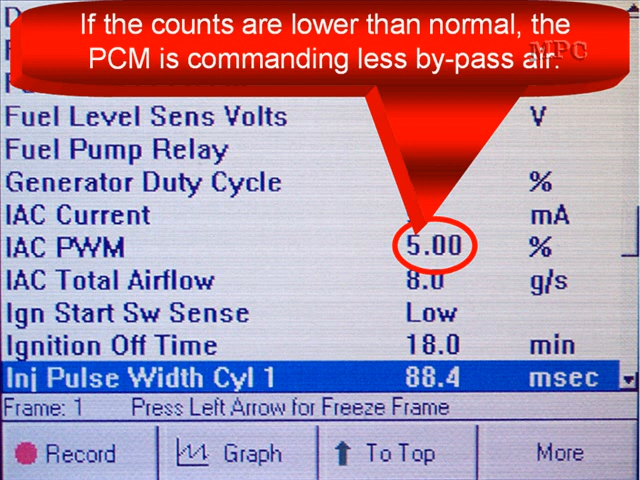 If the counts are lower than normal, the
PCM is commanding less by-pass air.
MPC
Fuel Level Sens Volts V
Fuel Pump Relay
Generator Duty Cycle %
IAC Current mA
IAC PWM 5.00 %
IAC Total Airflow 8.0 g/s
Ign Start Sw Sense Low
Ignition Off Time 18.0 min
Inj Pulse Width Cyl 1 88.4 msec
Frame: 1 Press Left Arrow for Freeze Frame
Record Graph To Top More